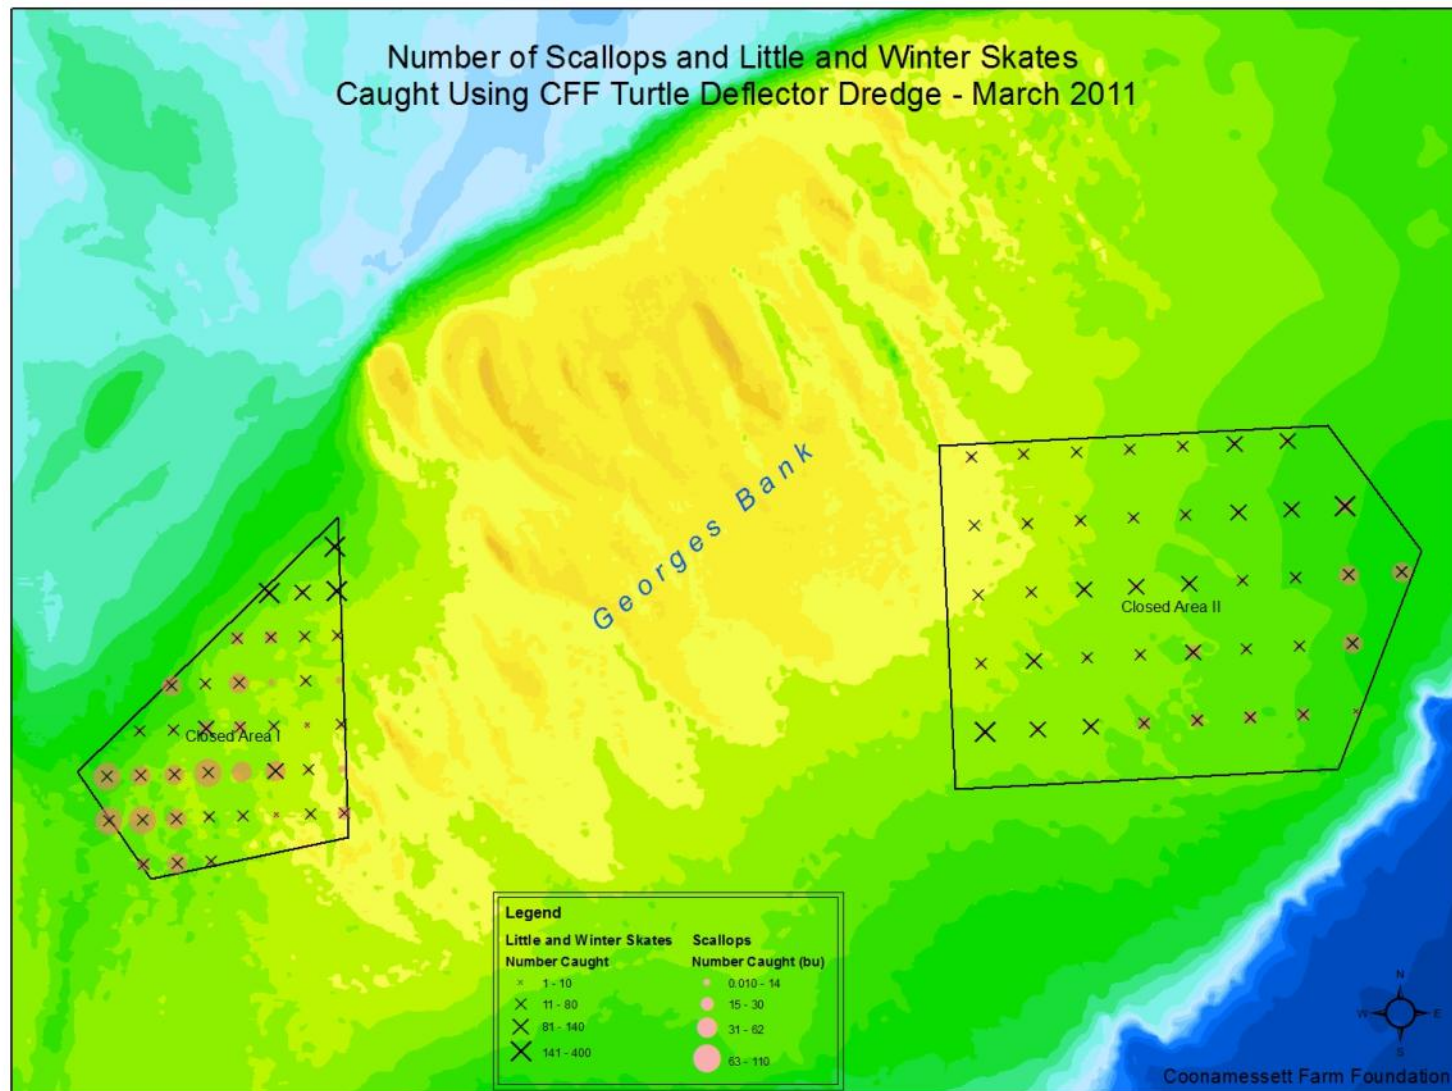 Number of Scallops and Little and Winter Skates
Caught Using CFF Turtle Deflector Dredge - March 2011
Georges Bank
Closed Area II
Closed Area I
Legend
Little and Winter Skates
Number Caught
1 - 10
11 - 80
81 - 140
141 - 400
Scallops
Number Caught (bu)
0.010 - 14
15 - 30
31 - 62
63 - 110
N
W E
S
Coonamessett Farm Foundation